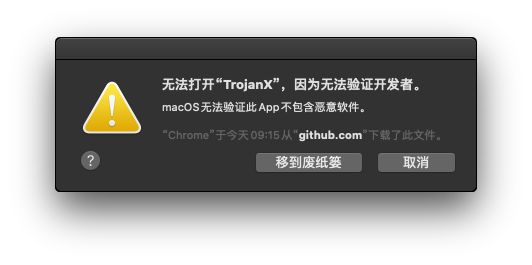 无法打开“TrojanX”，因为无法验证开发者。
macOS无法验证此App不包含恶意软件。
“Chrome”于今天 09:15从“github.com”下载了此文件。
?
移到废纸篓
取消